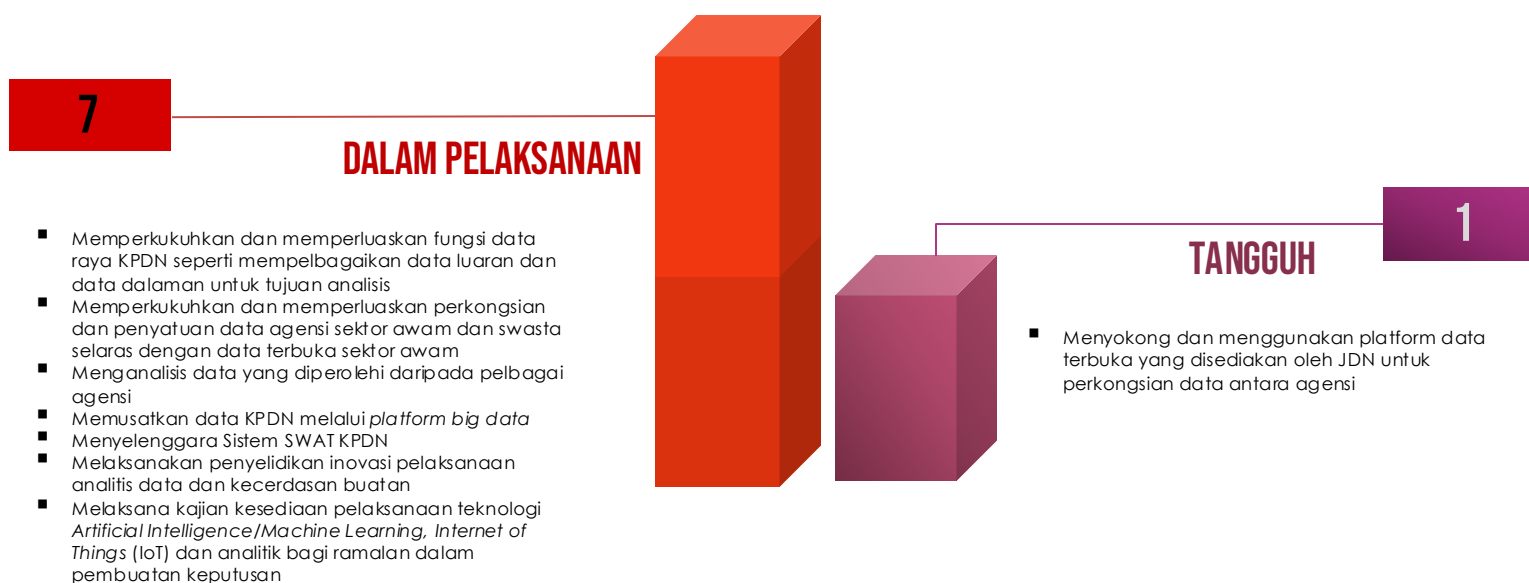 7
DALAM PELAKSANAAN
▪ Memperkukuhkan dan memperluaskan fungsi data
raya KPDN seperti mempelbagaikan data luaran dan
data dalaman untuk tujuan analisis
▪ Memperkukuhkan dan memperluaskan perkongsian
dan penyatuan data agensi sektor awam dan swasta
selaras dengan data terbuka sektor awam
▪ Menganalisis data yang diperolehi daripada pelbagai
agensi
▪ Memusatkan data KPDN melalui platform big data
▪ Menyelenggara Sistem SWAT KPDN
▪ Melaksanakan penyelidikan inovasi pelaksanaan
analitis data dan kecerdasan buatan
▪ Melaksana kajian kesediaan pelaksanaan teknologi
Artificial Intelligence/Machine Learning, Internet of
Things (IoT) dan analitik bagi ramalan dalam
pembuatan keputusan
1
TANGGUH
▪ Menyokong dan menggunakan platform data
terbuka yang disediakan oleh JDN untuk
perkongsian data antara agensi